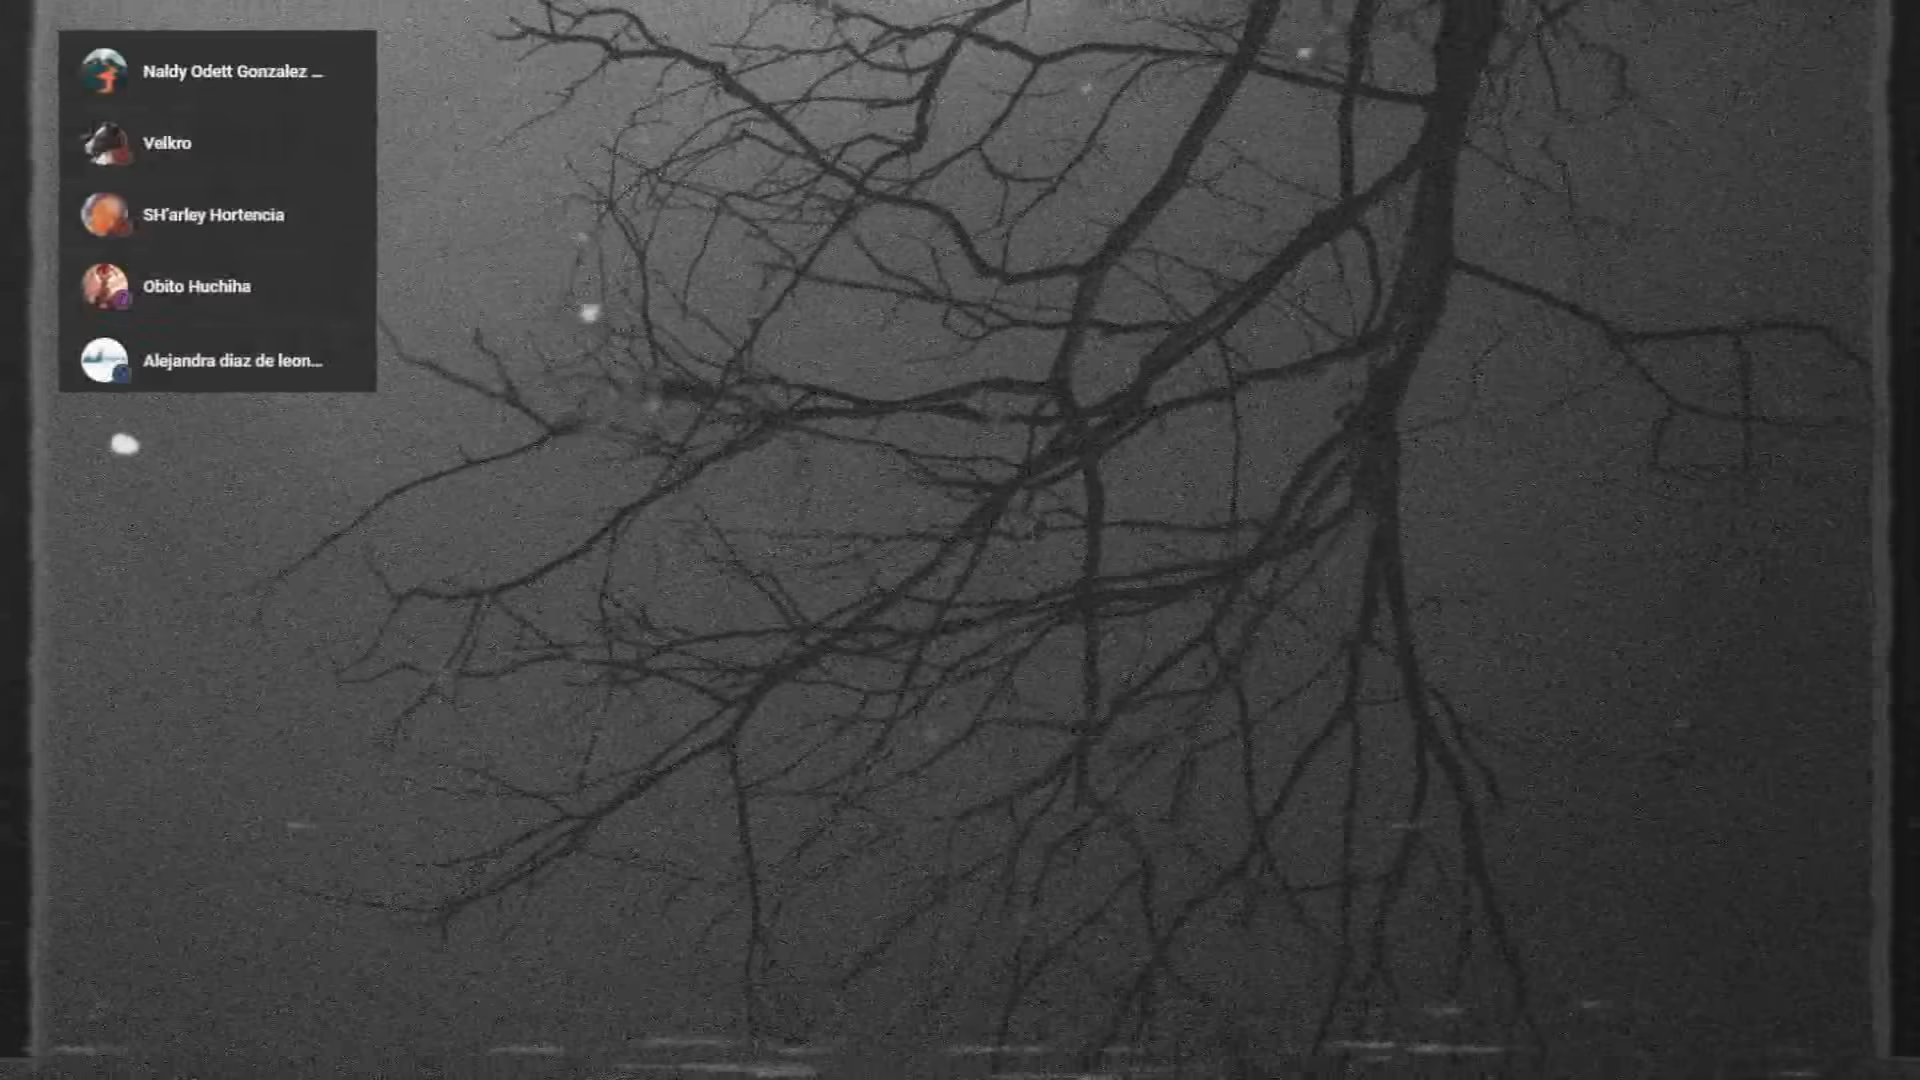 Naldy Odett Gonzalez ...
Velkro
SH'arley Hortencia
Obito Huchiha
Alejandra diaz de leon...